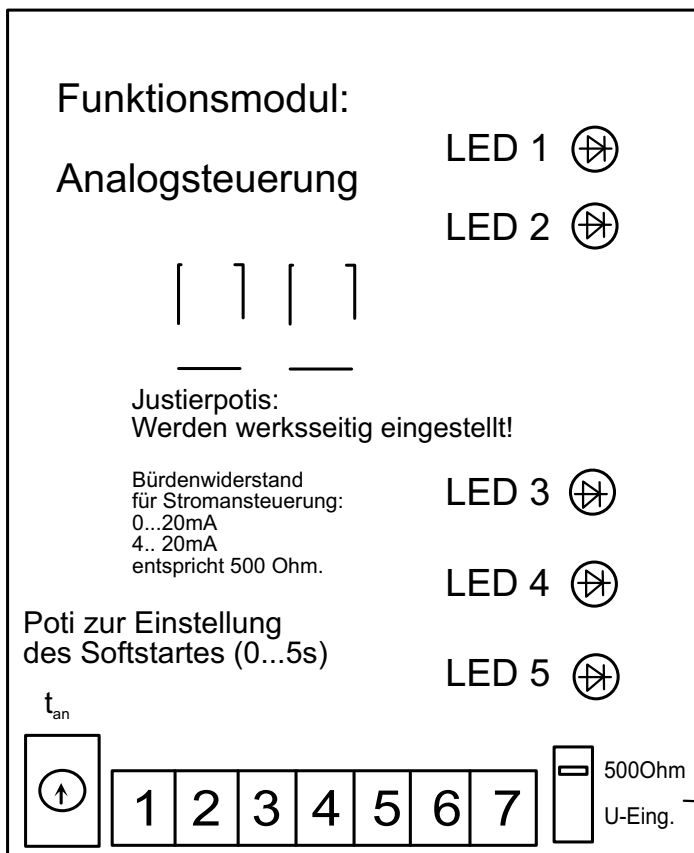 Funktionsmodul:
Analogsteuerung
LED 1
LED 2
Justierpotis:
Werden werksseitig eingestellt!
Bürdenwiderstand
für Stromansteuerung:
0...20mA
4.. 20mA
entspricht 500 Ohm.
LED 3
LED 4
LED 5
Poti zur Einstellung
des Softstartes (0...5s)
tan
1 2 3 4 5 6 7
500Ohm
U-Eing.